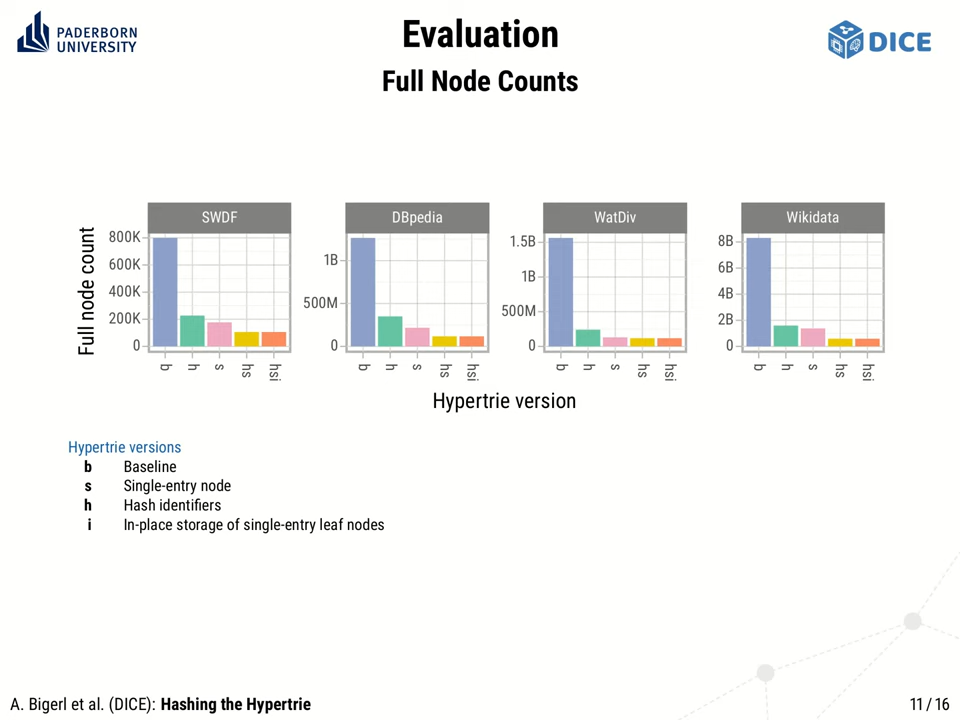 PADERBORN
UNIVERSITY
Evaluation
DICE
Full Node Counts
Full node count
SWDF
800K
600K
400K
200K
0
b
h
s
hs
hsi
DBpedia
1B
500M
0
b
h
s
hs
hsi
WatDiv
1.5B
1B
500M
0
b
h
s
hs
hsi
Wikidata
8B
6B
4B
2B
0
b
h
s
hs
hsi
Hypertrie version
Hypertrie versions
b Baseline
s Single-entry node
h Hash identifiers
i In-place storage of single-entry leaf nodes
A. Bigerl et al. (DICE): Hashing the Hypertrie
11 / 16